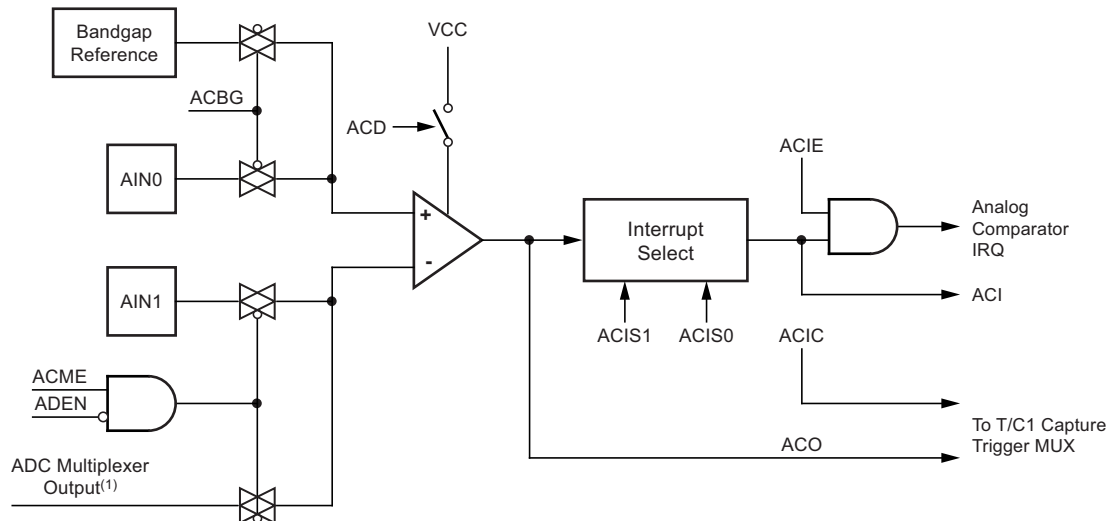 Bandgap
Reference
VCC
ACBG
ACD
AIN0
ACIE
+
Interrupt
Select
Analog
Comparator
IRQ
-
AIN1
ACI
ACIS1 ACIS0
ACIC
ACME
ADEN
To T/C1 Capture
Trigger MUX
ACO
ADC Multiplexer
Output(1)